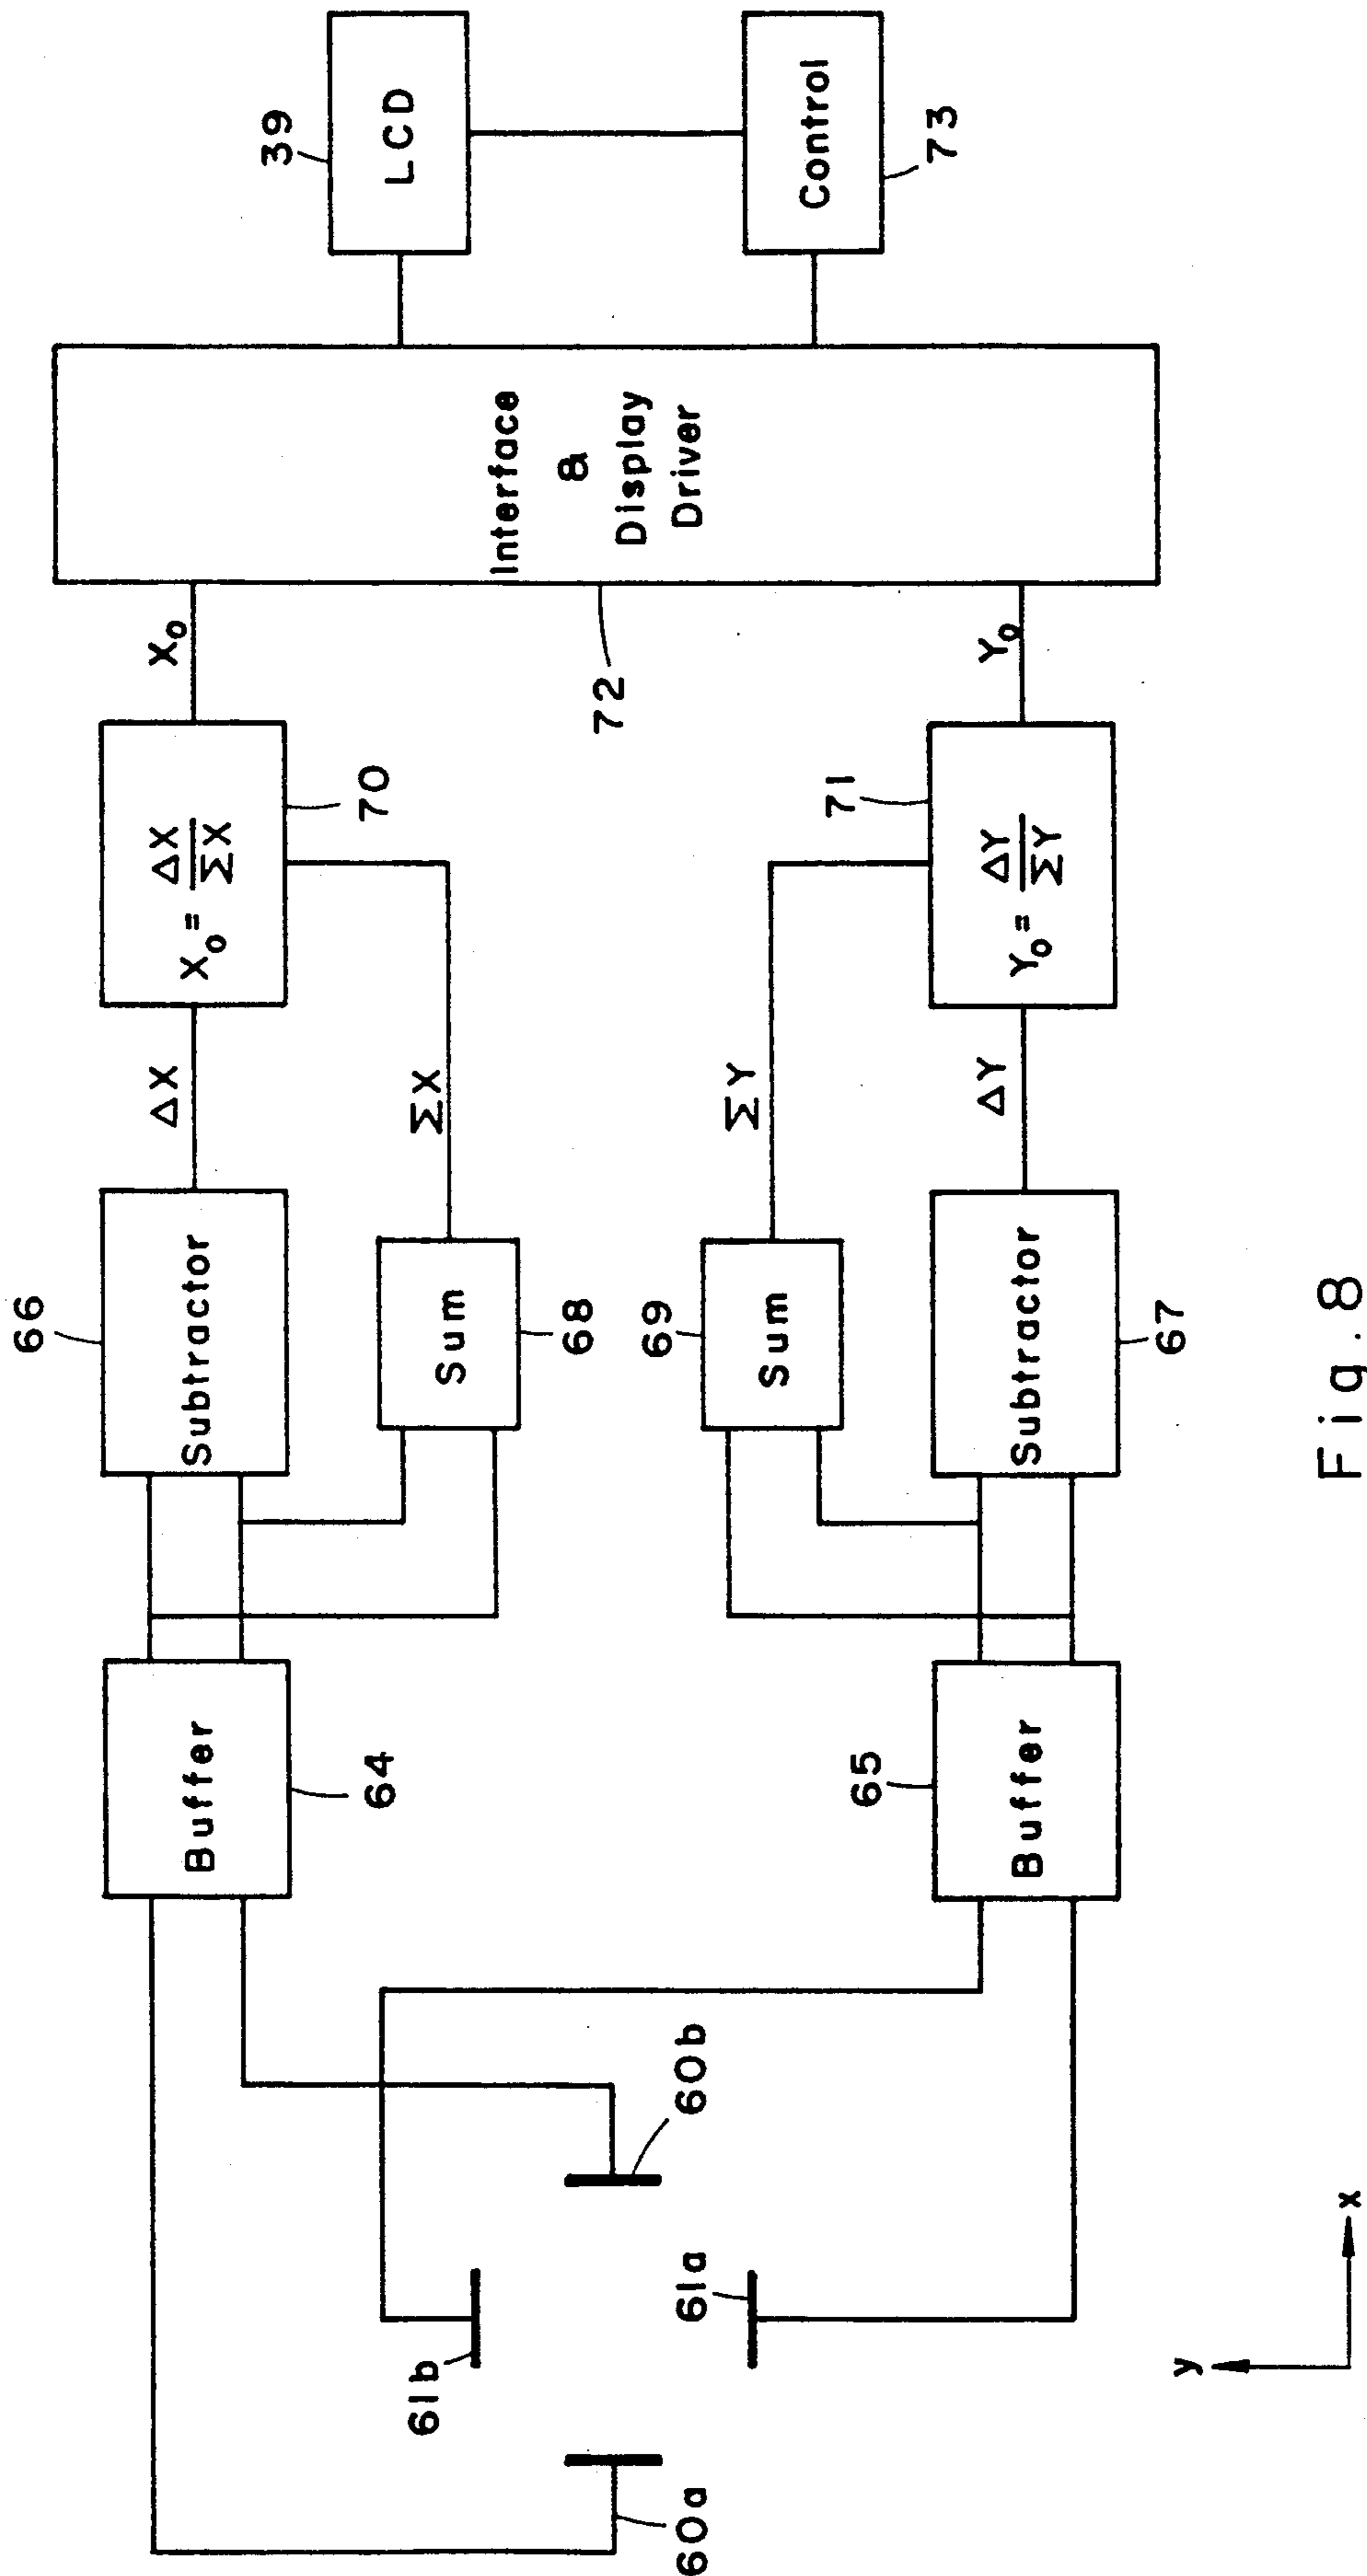 66
Subtractor
ΔX
X₀ = ΔX / ΣX
70
X₀
Buffer
64
Sum
68
ΣX
Interface
&
Display
Driver
72
39
LCD
Control
73
60a
61b
61a
60b
65
Buffer
69
Sum
ΣY
67
Subtractor
ΔY
71
Y₀ = ΔY / ΣY
Y₀
y
x
Fig. 8